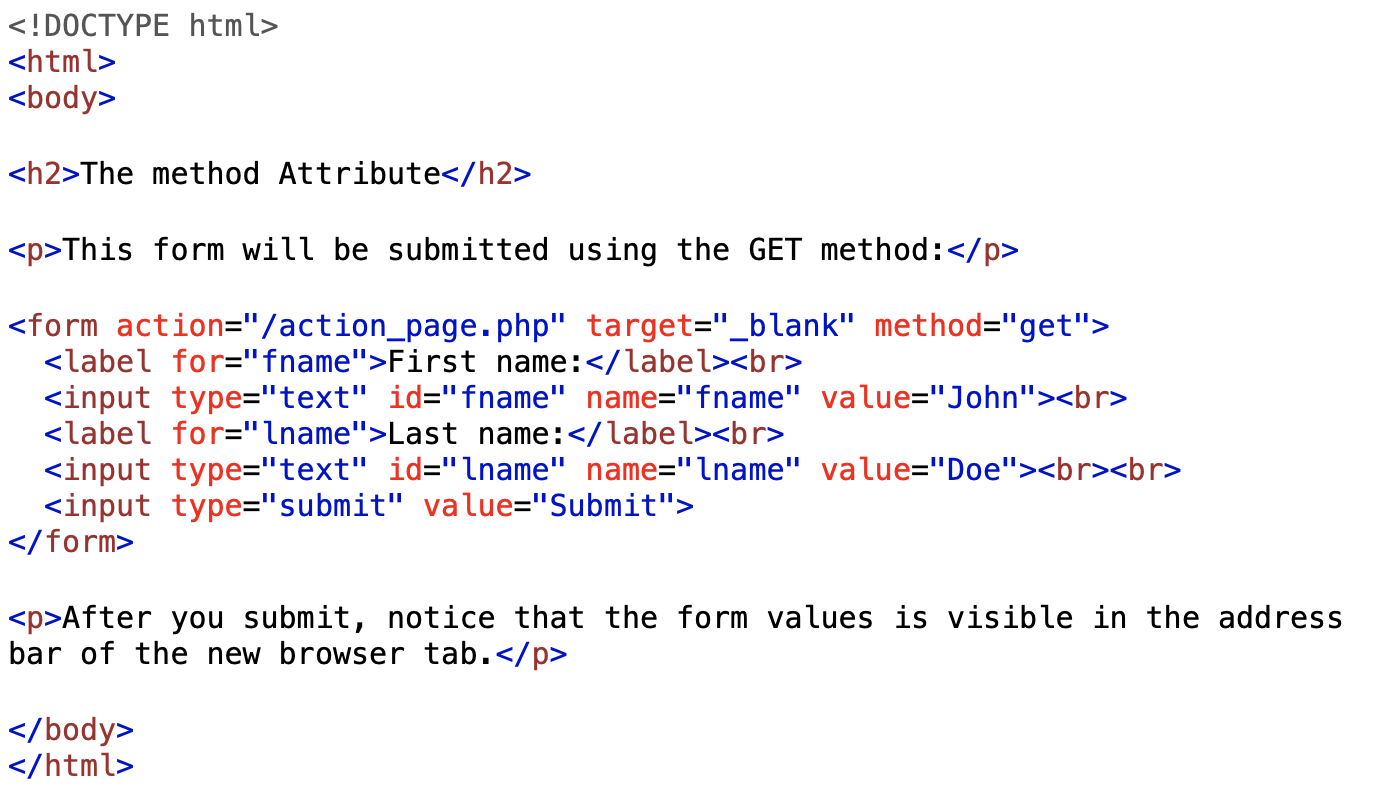 <!DOCTYPE html>
<html>
<body>
<h2>The method Attribute</h2>
<p>This form will be submitted using the GET method:</p>
<form action="/action_page.php" target="_blank" method="get">
  <label for="fname">First name:</label><br>
  <input type="text" id="fname" name="fname" value="John"><br>
  <label for="lname">Last name:</label><br>
  <input type="text" id="lname" name="lname" value="Doe"><br><br>
  <input type="submit" value="Submit">
</form>
<p>After you submit, notice that the form values is visible in the address
bar of the new browser tab.</p>
</body>
</html>